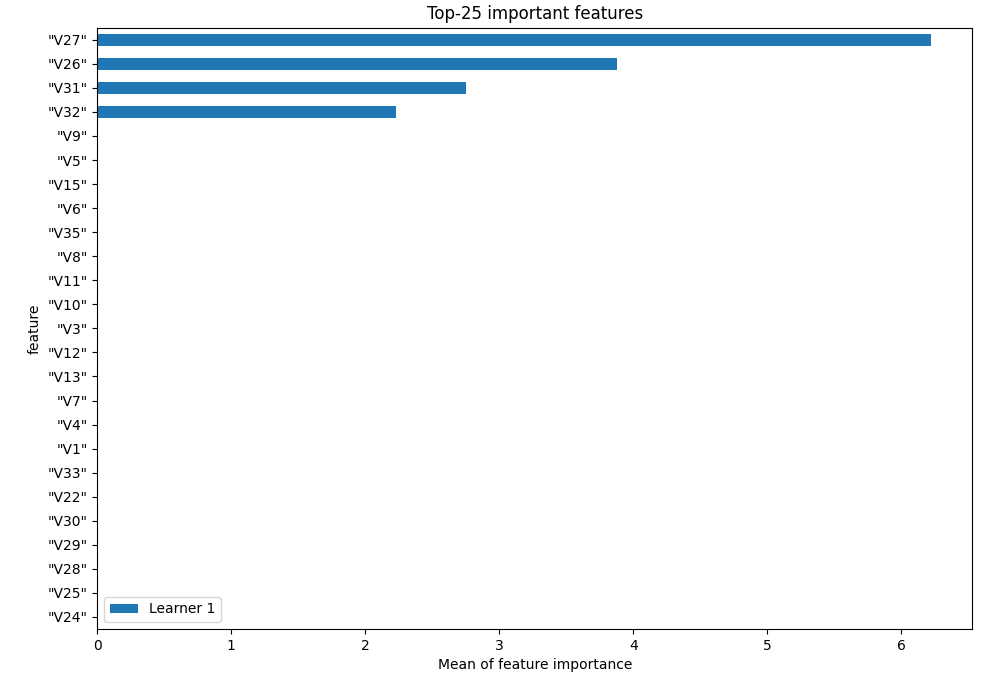 Top-25 important features
"V27"
"V26"
"V31"
"V32"
"V9"
"V5"
"V15"
"V6"
"V35"
"V8"
"V11"
"V10"
"V3"
"V12"
"V13"
"V7"
"V4"
"V1"
"V33"
"V22"
"V30"
"V29"
"V28"
"V25"
"V24"
feature
Learner 1
0 1 2 3 4 5 6
Mean of feature importance